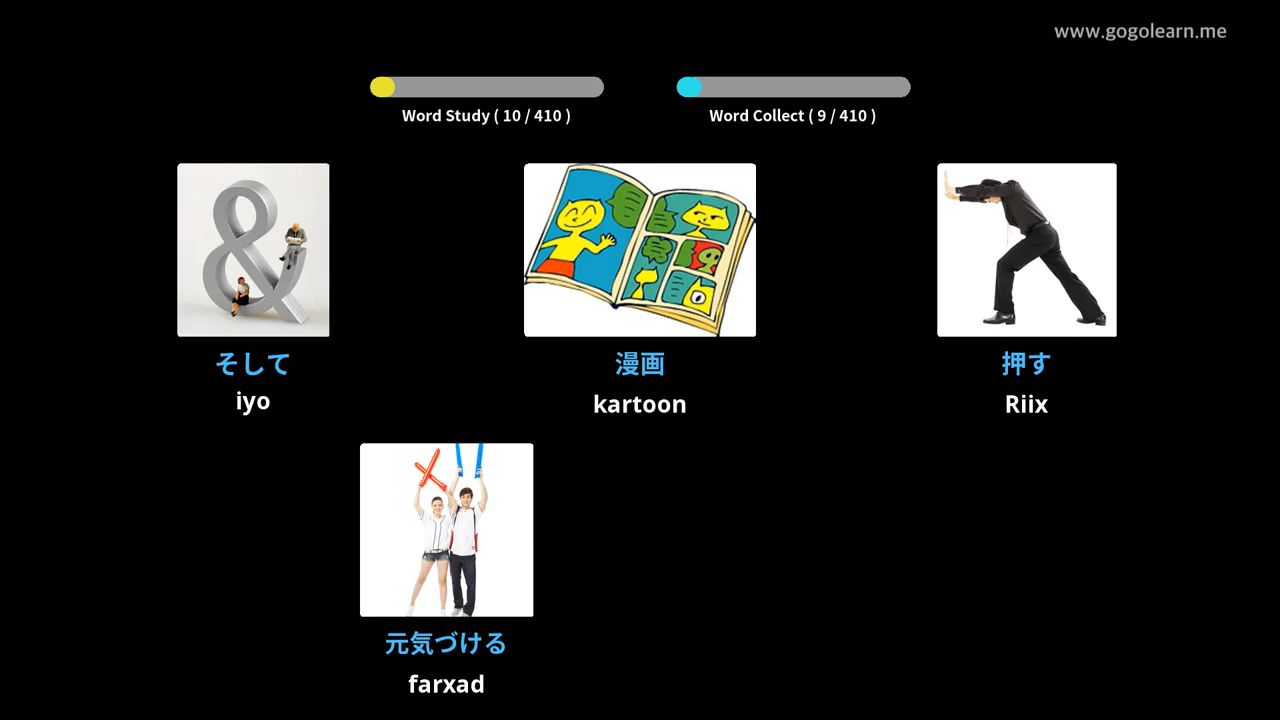 www.gogolearn.me
Word Study ( 10 / 410 )
Word Collect ( 9 / 410 )
そして
iyo
漫画
kartoon
押す
Riix
元気づける
farxad